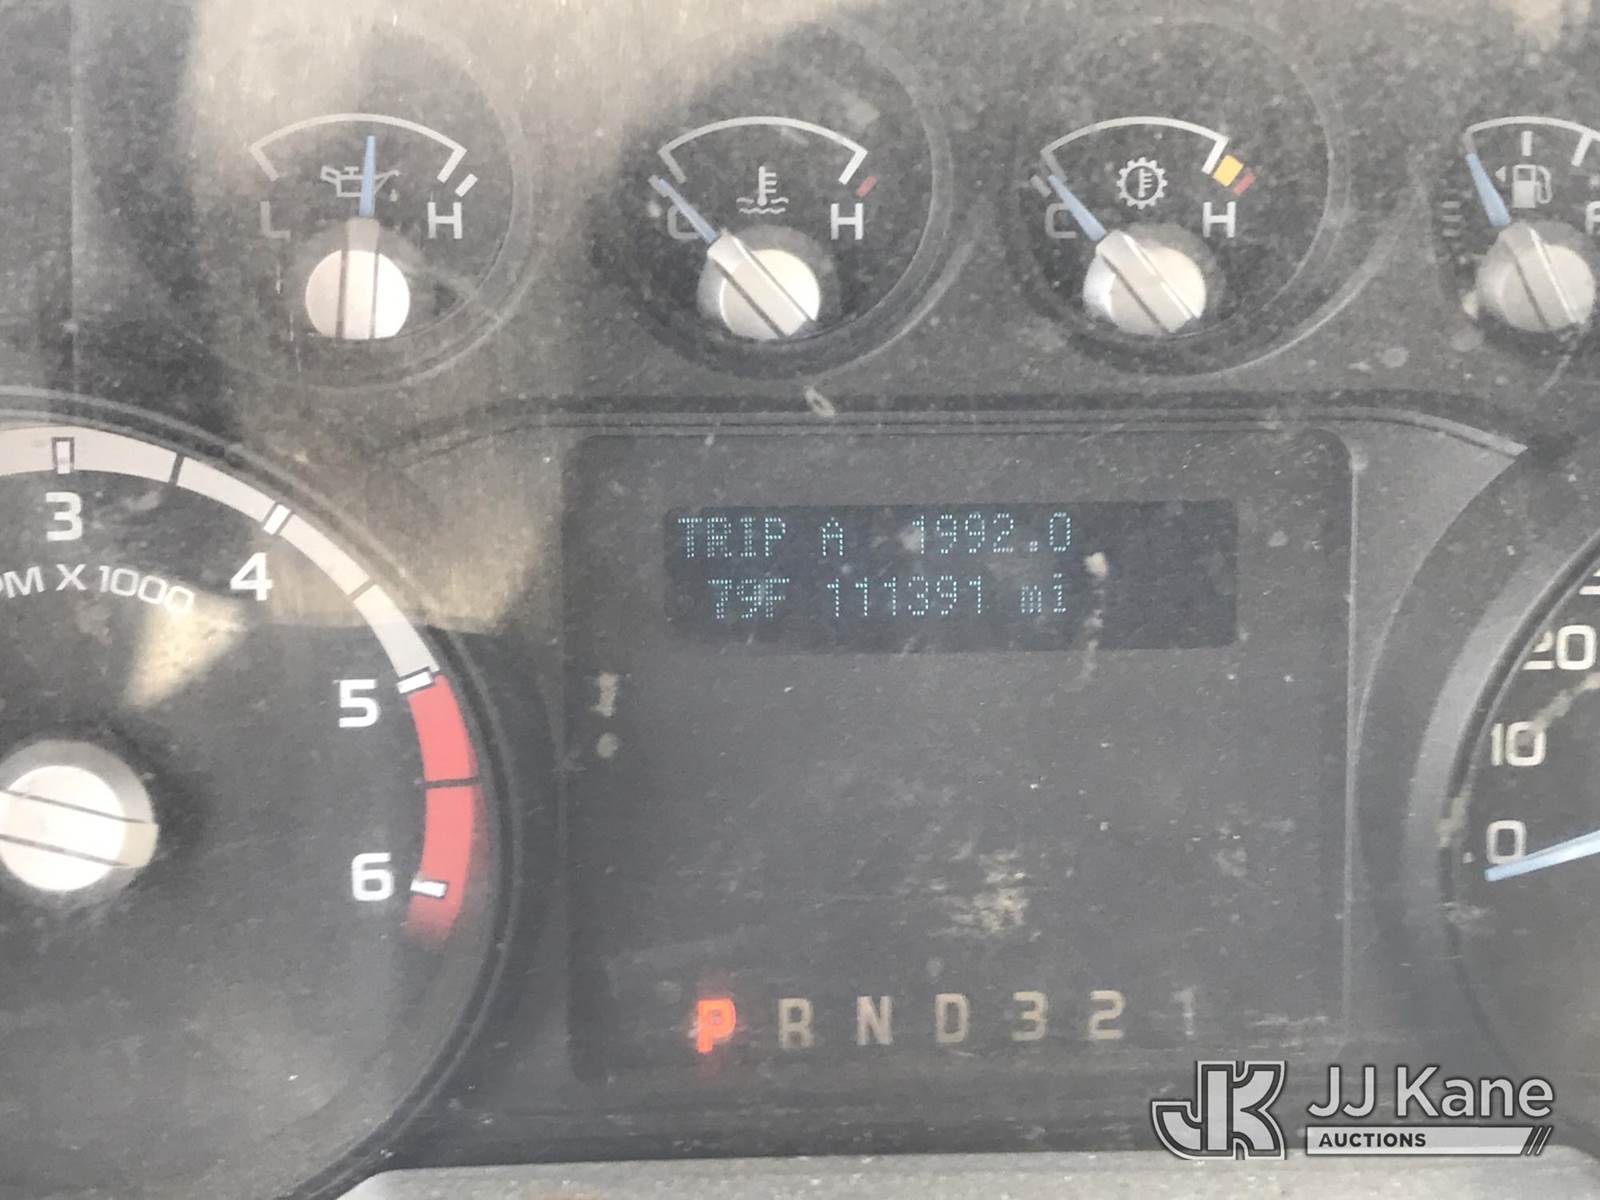 L H
C H
C H
3
4
PM X 1000
5
6
TRIP A 1992.0
79F 111391 mi
20
10
0
P R N D 3 2 1
JK JJ Kane
AUCTIONS